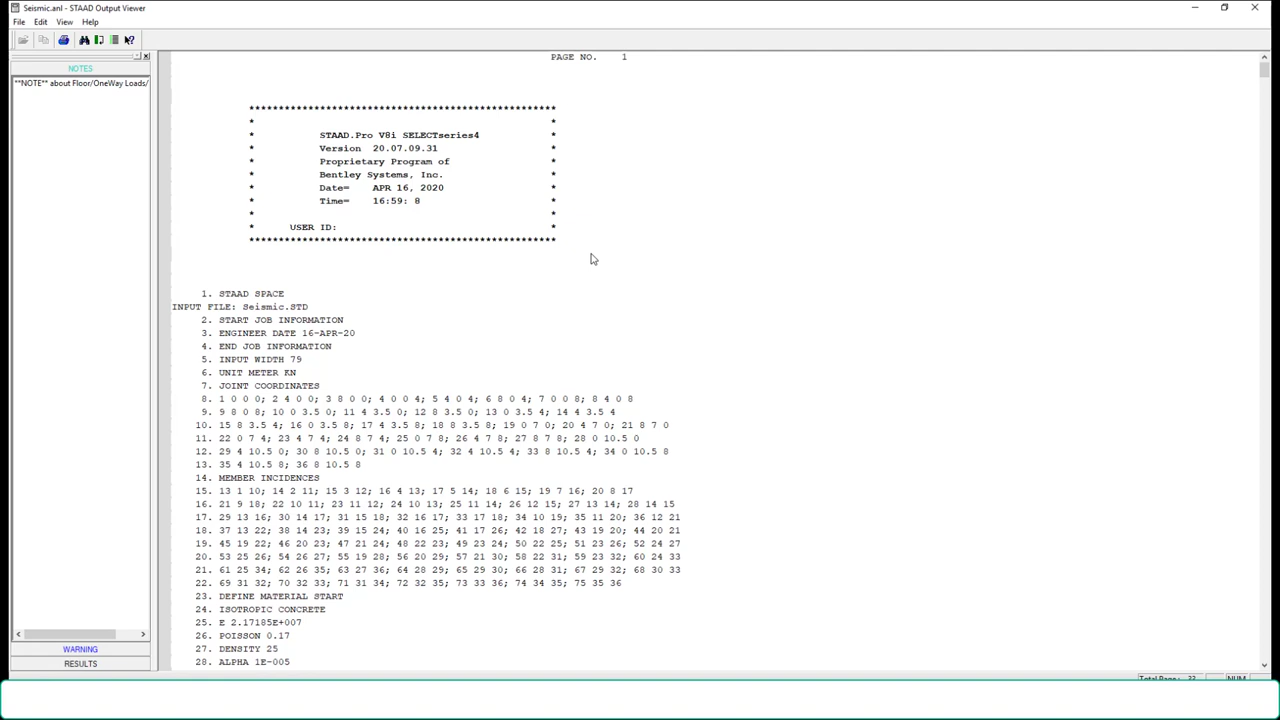 Seismic.anl - STAAD Output Viewer
File Edit View Help
NOTES
**NOTE** about Floor/OneWay Loads/
WARNING
RESULTS
PAGE NO. 1
********************************************************
* *
* STAAD.Pro V8i SELECTseries4 *
* Version 20.07.09.31 *
* Proprietary Program of *
* Bentley Systems, Inc. *
* Date= APR 16, 2020 *
* Time= 16:59: 8 *
* *
* USER ID: *
********************************************************
1. STAAD SPACE
INPUT FILE: Seismic.STD
2. START JOB INFORMATION
3. ENGINEER DATE 16-APR-20
4. END JOB INFORMATION
5. INPUT WIDTH 79
6. UNIT METER KN
7. JOINT COORDINATES
8. 1 0 0 0; 2 4 0 0; 3 8 0 0; 4 0 0 4; 5 4 0 4; 6 8 0 4; 7 0 0 8; 8 4 0 8
9. 9 8 0 8; 10 0 3.5 0; 11 4 3.5 0; 12 8 3.5 0; 13 0 3.5 4; 14 4 3.5 4
10. 15 8 3.5 4; 16 0 3.5 8; 17 4 3.5 8; 18 8 3.5 8; 19 0 7 0; 20 4 7 0; 21 8 7 0
11. 22 0 7 4; 23 4 7 4; 24 8 7 4; 25 0 7 8; 26 4 7 8; 27 8 7 8; 28 0 10.5 0
12. 29 4 10.5 0; 30 8 10.5 0; 31 0 10.5 4; 32 4 10.5 4; 33 8 10.5 4; 34 0 10.5 8
13. 35 4 10.5 8; 36 8 10.5 8
14. MEMBER INCIDENCES
15. 13 1 10; 14 2 11; 15 3 12; 16 4 13; 17 5 14; 18 6 15; 19 7 16; 20 8 17
16. 21 9 18; 22 10 11; 23 11 12; 24 10 13; 25 11 14; 26 12 15; 27 13 14; 28 14 15
17. 29 13 16; 30 14 17; 31 15 18; 32 16 17; 33 17 18; 34 10 19; 35 11 20; 36 12 21
18. 37 13 22; 38 14 23; 39 15 24; 40 16 25; 41 17 26; 42 18 27; 43 19 20; 44 20 21
19. 45 19 22; 46 20 23; 47 21 24; 48 22 23; 49 23 24; 50 22 25; 51 23 26; 52 24 27
20. 53 25 26; 54 26 27; 55 19 28; 56 20 29; 57 21 30; 58 22 31; 59 23 32; 60 24 33
21. 61 25 34; 62 26 35; 63 27 36; 64 28 29; 65 29 30; 66 28 31; 67 29 32; 68 30 33
22. 69 31 32; 70 32 33; 71 31 34; 72 32 35; 73 33 36; 74 34 35; 75 35 36
23. DEFINE MATERIAL START
24. ISOTROPIC CONCRETE
25. E 2.17185E+007
26. POISSON 0.17
27. DENSITY 25
28. ALPHA 1E-005
Total Page: 33 NUM